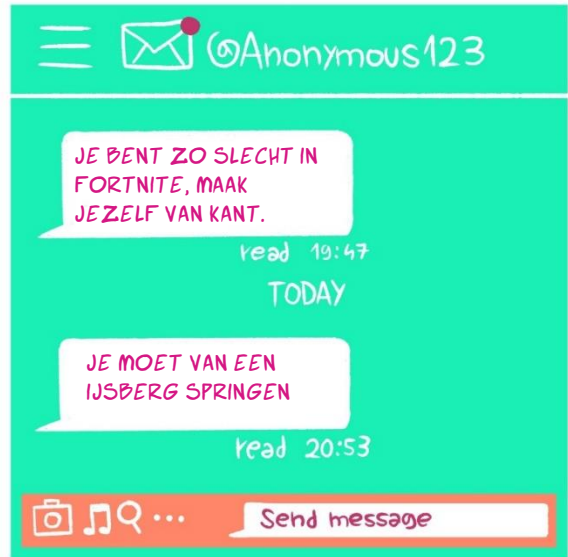 @Anonymous123
JE BENT ZO SLECHT IN
FORTNITE, MAAK
JEZELF VAN KANT.
read 19:47
TODAY
JE MOET VAN EEN
IJSBERG SPRINGEN
read 20:53
Send message